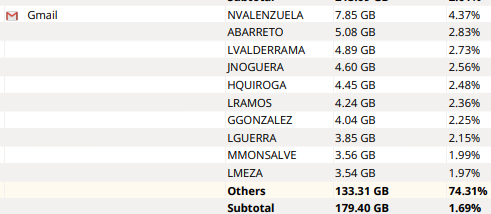 Gmail NVALENZUELA 7.85 GB 4.37%
ABARRETO 5.08 GB 2.83%
LVALDERRAMA 4.89 GB 2.73%
JNOGUERA 4.60 GB 2.56%
HQUIROGA 4.45 GB 2.48%
LRAMOS 4.24 GB 2.36%
GGONZALEZ 4.04 GB 2.25%
LGUERRA 3.85 GB 2.15%
MMONSALVE 3.56 GB 1.99%
LMEZA 3.54 GB 1.97%
Others 133.31 GB 74.31%
Subtotal 179.40 GB 1.69%